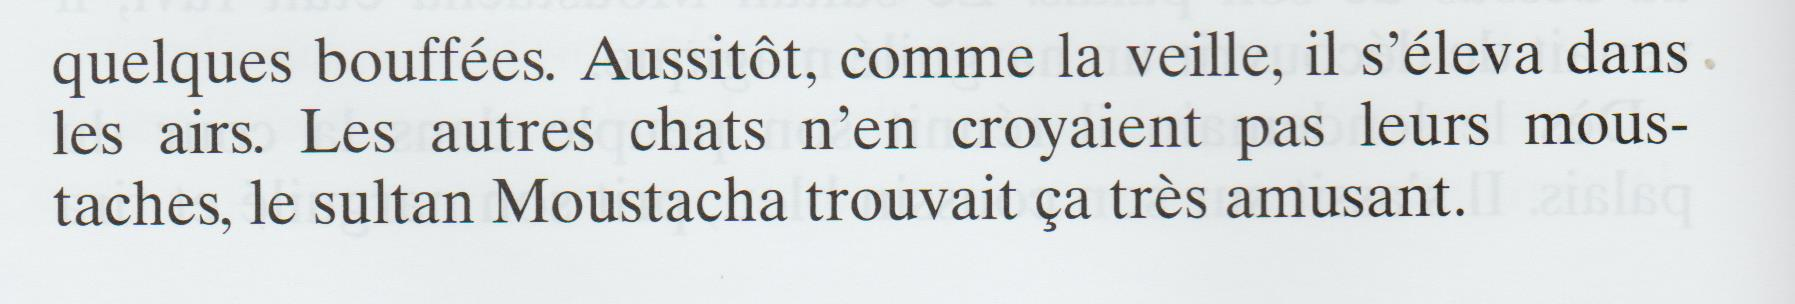 quelques bouffées. Aussitôt, comme la veille, il s’éleva dans
les airs. Les autres chats n’en croyaient pas leurs mous-
taches, le sultan Moustacha trouvait ça très amusant.